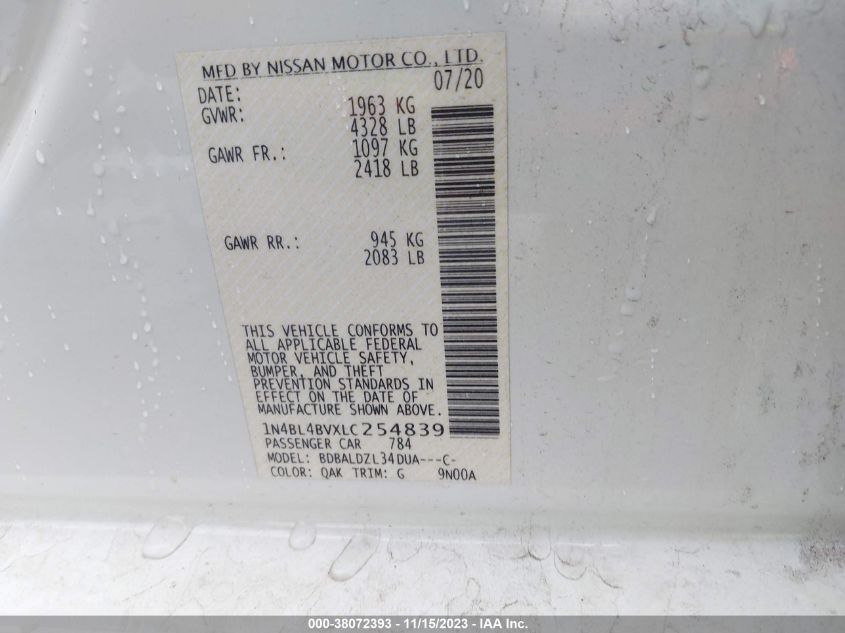 MFD BY NISSAN MOTOR CO., LTD.
DATE: 07/20
GVWR: 1963 KG
4328 LB
GAWR FR.: 1097 KG
2418 LB
GAWR RR.: 945 KG
2083 LB
THIS VEHICLE CONFORMS TO
ALL APPLICABLE FEDERAL
MOTOR VEHICLE SAFETY,
BUMPER, AND THEFT
PREVENTION STANDARDS IN
EFFECT ON THE DATE OF
MANUFACTURE SHOWN ABOVE.
1N4BL4BVXLC254839
PASSENGER CAR 784
MODEL: BDBALDZL34DUA---C-
COLOR: QAK TRIM: G 9N00A
000-38072393 - 11/15/2023 - IAA Inc.